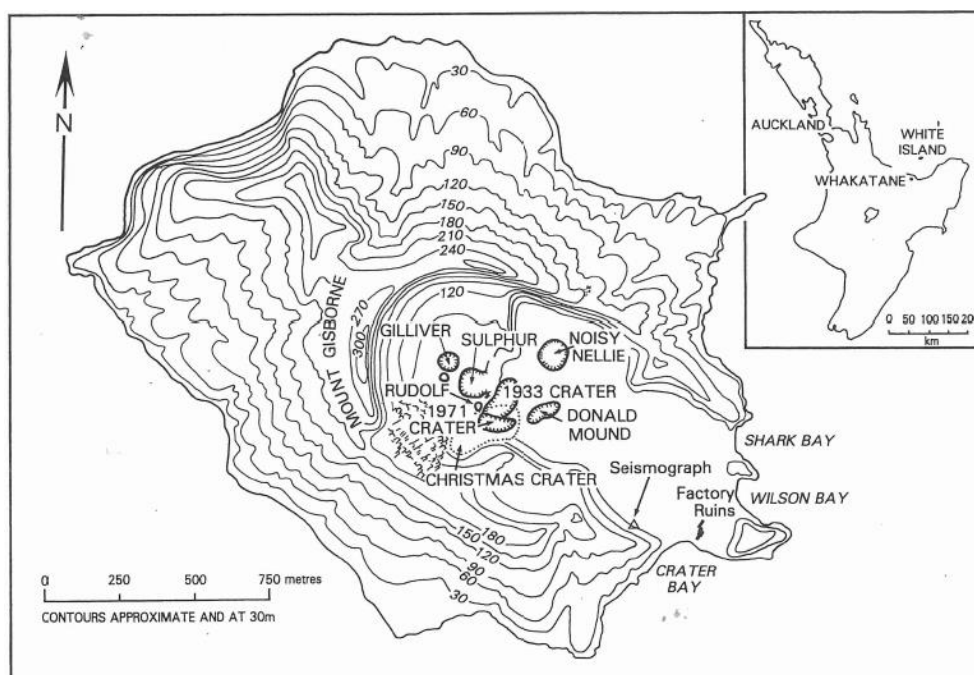 N
30
60
90
120
150
180
210
240
120
270
300
MOUNT GISBORNE
GILLIVER
SULPHUR
NOISY
NELLIE
RUDOLF
1933 CRATER
1971
CRATER
DONALD
MOUND
CHRISTMAS CRATER
Seismograph
Factory
Ruins
SHARK BAY
WILSON BAY
CRATER
BAY
180
150
120
90
60
30
0 250 500 750 metres
CONTOURS APPROXIMATE AND AT 30m
AUCKLAND
WHITE
ISLAND
WHAKATANE
0 50 100 150 200
km